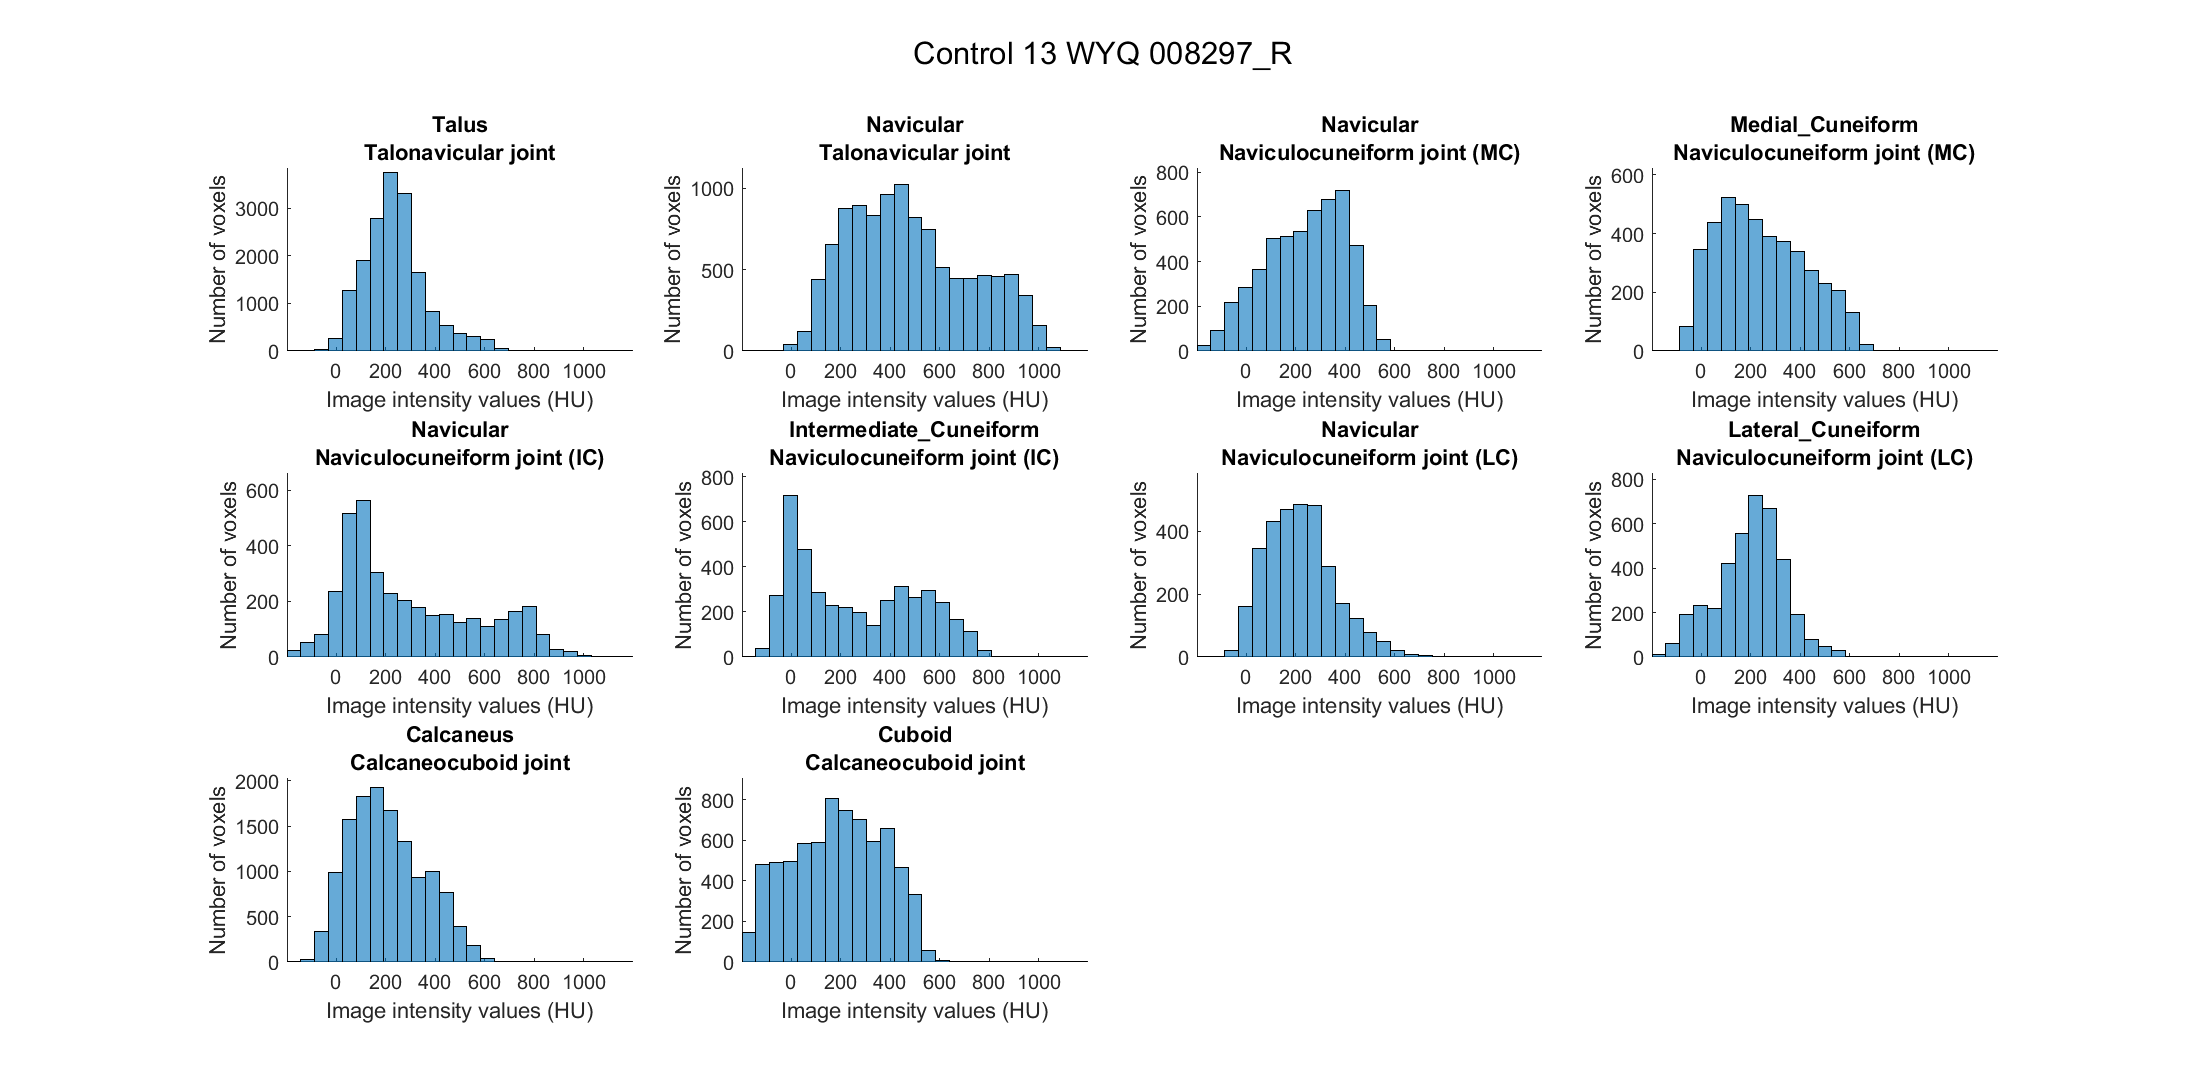 Control 13 WYQ 008297_R
Talus
Talonavicular joint
Number of voxels
3000
2000
1000
0
0 200 400 600 800 1000
Image intensity values (HU)
Navicular
Talonavicular joint
Number of voxels
1000
500
0
0 200 400 600 800 1000
Image intensity values (HU)
Navicular
Naviculocuneiform joint (MC)
Number of voxels
800
600
400
200
0
0 200 400 600 800 1000
Image intensity values (HU)
Medial_Cuneiform
Naviculocuneiform joint (MC)
Number of voxels
600
400
200
0
0 200 400 600 800 1000
Image intensity values (HU)
Navicular
Naviculocuneiform joint (IC)
Number of voxels
600
400
200
0
0 200 400 600 800 1000
Image intensity values (HU)
Intermediate_Cuneiform
Naviculocuneiform joint (IC)
Number of voxels
800
600
400
200
0
0 200 400 600 800 1000
Image intensity values (HU)
Navicular
Naviculocuneiform joint (LC)
Number of voxels
400
200
0
0 200 400 600 800 1000
Image intensity values (HU)
Lateral_Cuneiform
Naviculocuneiform joint (LC)
Number of voxels
800
600
400
200
0
0 200 400 600 800 1000
Image intensity values (HU)
Calcaneus
Calcaneocuboid joint
Number of voxels
2000
1500
1000
500
0
0 200 400 600 800 1000
Image intensity values (HU)
Cuboid
Calcaneocuboid joint
Number of voxels
800
600
400
200
0
0 200 400 600 800 1000
Image intensity values (HU)